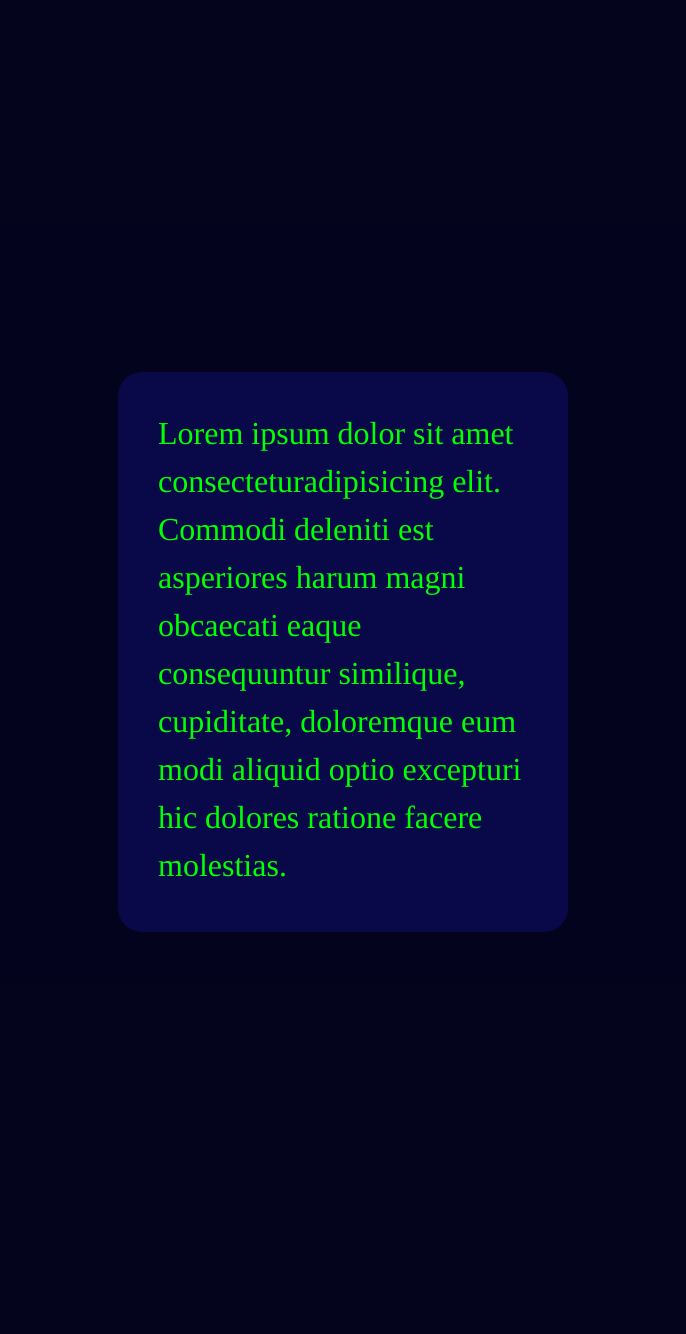 Lorem ipsum dolor sit amet
consecteturadipisicing elit.
Commodi deleniti est
asperiores harum magni
obcaecati eaque
consequuntur similique,
cupiditate, doloremque eum
modi aliquid optio excepturi
hic dolores ratione facere
molestias.